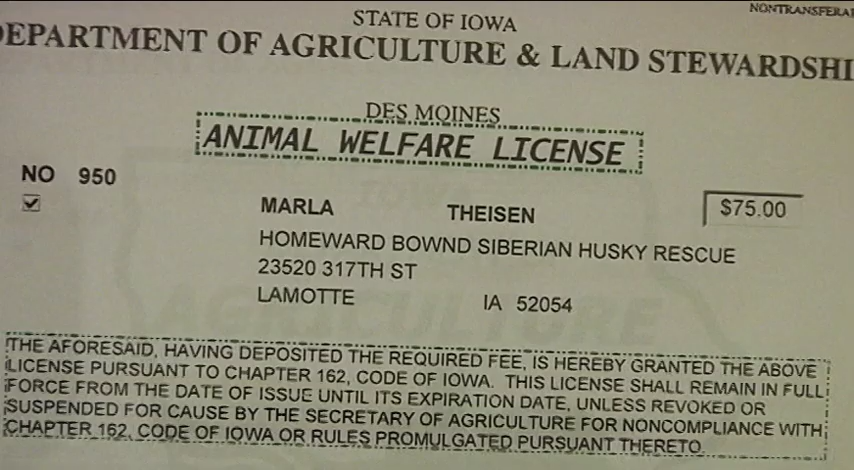 NONTRANSFERA
STATE OF IOWA
DEPARTMENT OF AGRICULTURE & LAND STEWARDSHI
DES MOINES
ANIMAL WELFARE LICENSE
NO 950
MARLA THEISEN $75.00
HOMEWARD BOWND SIBERIAN HUSKY RESCUE
23520 317TH ST
LAMOTTE IA 52054
IOWA
AGRICULTURE
THE AFORESAID, HAVING DEPOSITED THE REQUIRED FEE, IS HEREBY GRANTED THE ABOVE
LICENSE PURSUANT TO CHAPTER 162, CODE OF IOWA. THIS LICENSE SHALL REMAIN IN FULL
FORCE FROM THE DATE OF ISSUE UNTIL ITS EXPIRATION DATE, UNLESS REVOKED OR
SUSPENDED FOR CAUSE BY THE SECRETARY OF AGRICULTURE FOR NONCOMPLIANCE WITH
CHAPTER 162, CODE OF IOWA OR RULES PROMULGATED PURSUANT THERETO.